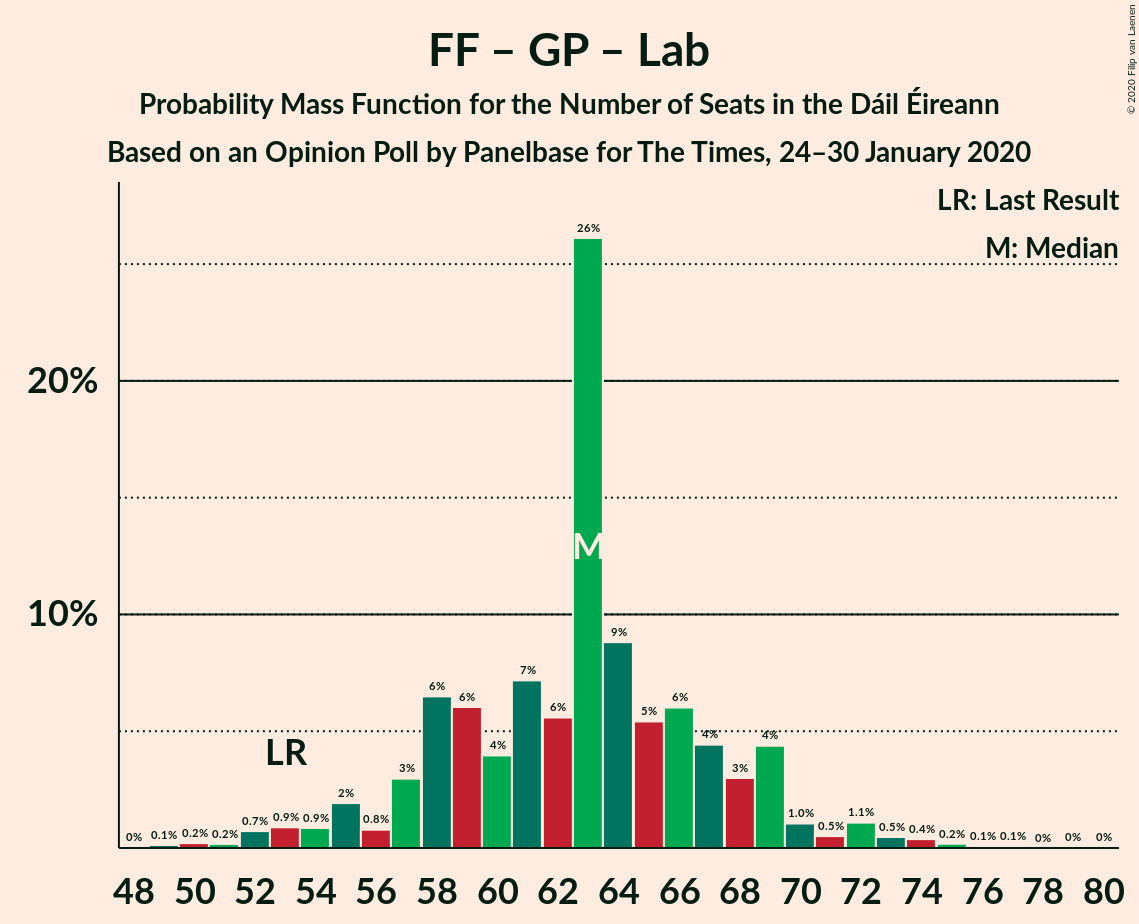 FF – GP – Lab
Probability Mass Function for the Number of Seats in the Dáil Éireann
Based on an Opinion Poll by Panelbase for The Times, 24–30 January 2020
© 2020 Filip van Laenen
LR: Last Result
M: Median
26%
20%
M
10%
9%
7%
6% 6% 6% 6%
5%
4% 4% 4%
LR
3% 3%
2%
0% 0.1% 0.2% 0.2% 0.7% 0.9% 0.9% 0.8% 1.0% 0.5% 1.1% 0.5% 0.4% 0.2% 0.1% 0.1% 0% 0% 0%
48 50 52 54 56 58 60 62 64 66 68 70 72 74 76 78 80